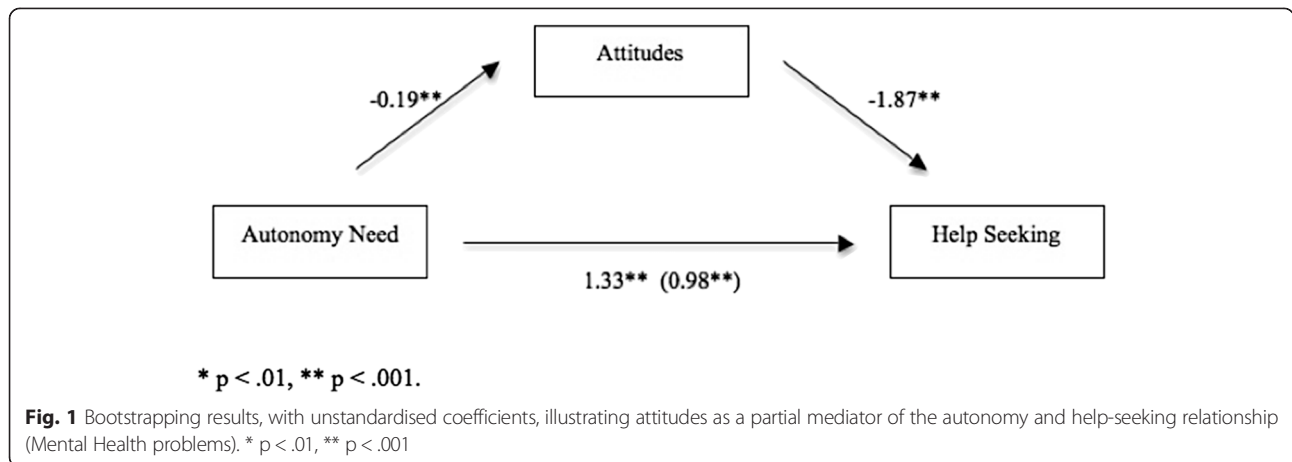 Attitudes
-0.19**
-1.87**
Autonomy Need
Help Seeking
1.33** (0.98**)
* p < .01, ** p < .001.
Fig. 1 Bootstrapping results, with unstandardised coefficients, illustrating attitudes as a partial mediator of the autonomy and help-seeking relationship
(Mental Health problems). * p < .01, ** p < .001